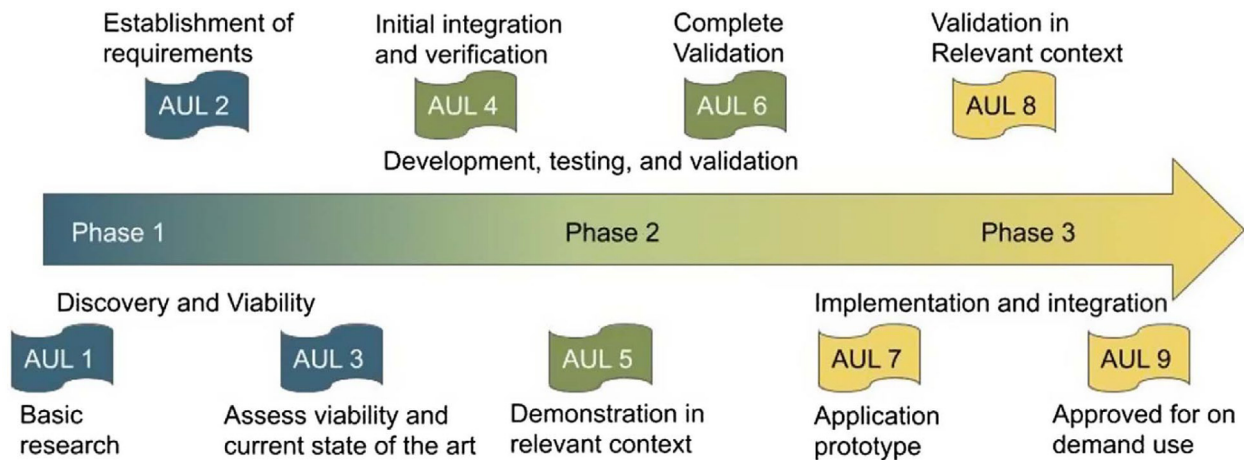 Establishment of
requirements
Initial integration
and verification
Complete
Validation
Validation in
Relevant context
AUL 2
AUL 4
AUL 6
AUL 8
Development, testing, and validation
Phase 1
Phase 2
Phase 3
Discovery and Viability
Implementation and integration
AUL 1
AUL 3
AUL 5
AUL 7
AUL 9
Basic
research
Assess viability and
current state of the art
Demonstration in
relevant context
Application
prototype
Approved for on
demand use